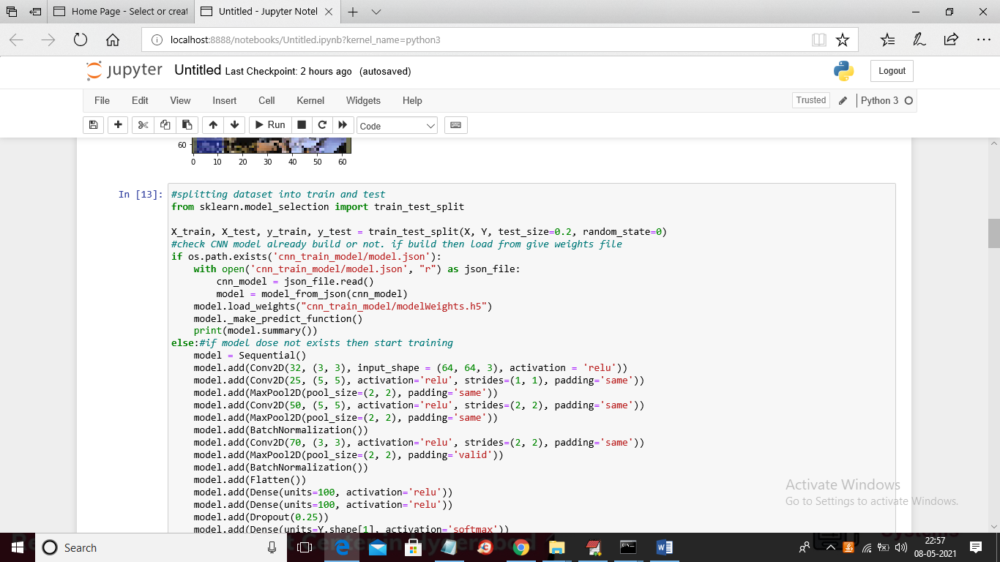 Home Page - Select or creat
Untitled - Jupyter Notel
localhost:8888/notebooks/Untitled.ipynb?kernel_name=python3
jupyter Untitled Last Checkpoint: 2 hours ago (autosaved)
Logout
File Edit View Insert Cell Kernel Widgets Help
Trusted
Python 3
Run
Code
60
0 10 20 30 40 50 60
In [13]:
#splitting dataset into train and test
from sklearn.model_selection import train_test_split
X_train, X_test, y_train, y_test = train_test_split(X, Y, test_size=0.2, random_state=0)
#check CNN model already build or not. if build then load from give weights file
if os.path.exists('cnn_train_model/model.json'):
    with open('cnn_train_model/model.json', "r") as json_file:
        cnn_model = json_file.read()
        model = model_from_json(cnn_model)
    model.load_weights("cnn_train_model/modelWeights.h5")
    model._make_predict_function()
    print(model.summary())
else:#if model dose not exists then start training
    model = Sequential()
    model.add(Conv2D(32, (3, 3), input_shape = (64, 64, 3), activation = 'relu'))
    model.add(Conv2D(25, (5, 5), activation='relu', strides=(1, 1), padding='same'))
    model.add(MaxPool2D(pool_size=(2, 2), padding='same'))
    model.add(Conv2D(50, (5, 5), activation='relu', strides=(2, 2), padding='same'))
    model.add(MaxPool2D(pool_size=(2, 2), padding='same'))
    model.add(BatchNormalization())
    model.add(Conv2D(70, (3, 3), activation='relu', strides=(2, 2), padding='same'))
    model.add(MaxPool2D(pool_size=(2, 2), padding='valid'))
    model.add(BatchNormalization())
    model.add(Flatten())
    model.add(Dense(units=100, activation='relu'))
    model.add(Dense(units=100, activation='relu'))
    model.add(Dropout(0.25))
    model.add(Dense(units=Y.shape[1], activation='softmax'))
Activate Windows
Go to Settings to activate Windows.
Search
22:57
08-05-2021